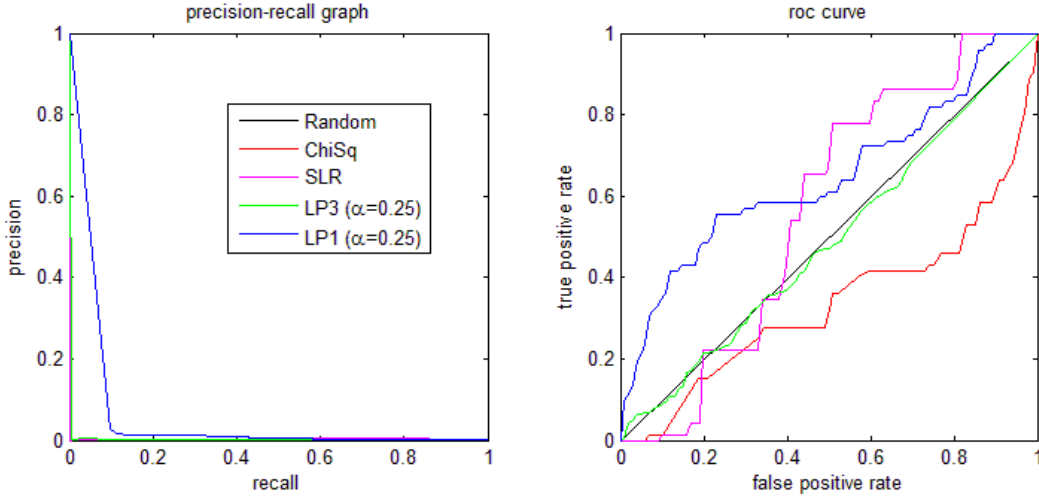 precision-recall graph
1
0.8
0.6
0.4
0.2
0
precision
0
0.2
0.4
0.6
0.8
1
recall
Random
ChiSq
SLR
LP3 (α=0.25)
LP1 (α=0.25)
roc curve
1
0.8
0.6
0.4
0.2
0
true positive rate
0
0.2
0.4
0.6
0.8
1
false positive rate